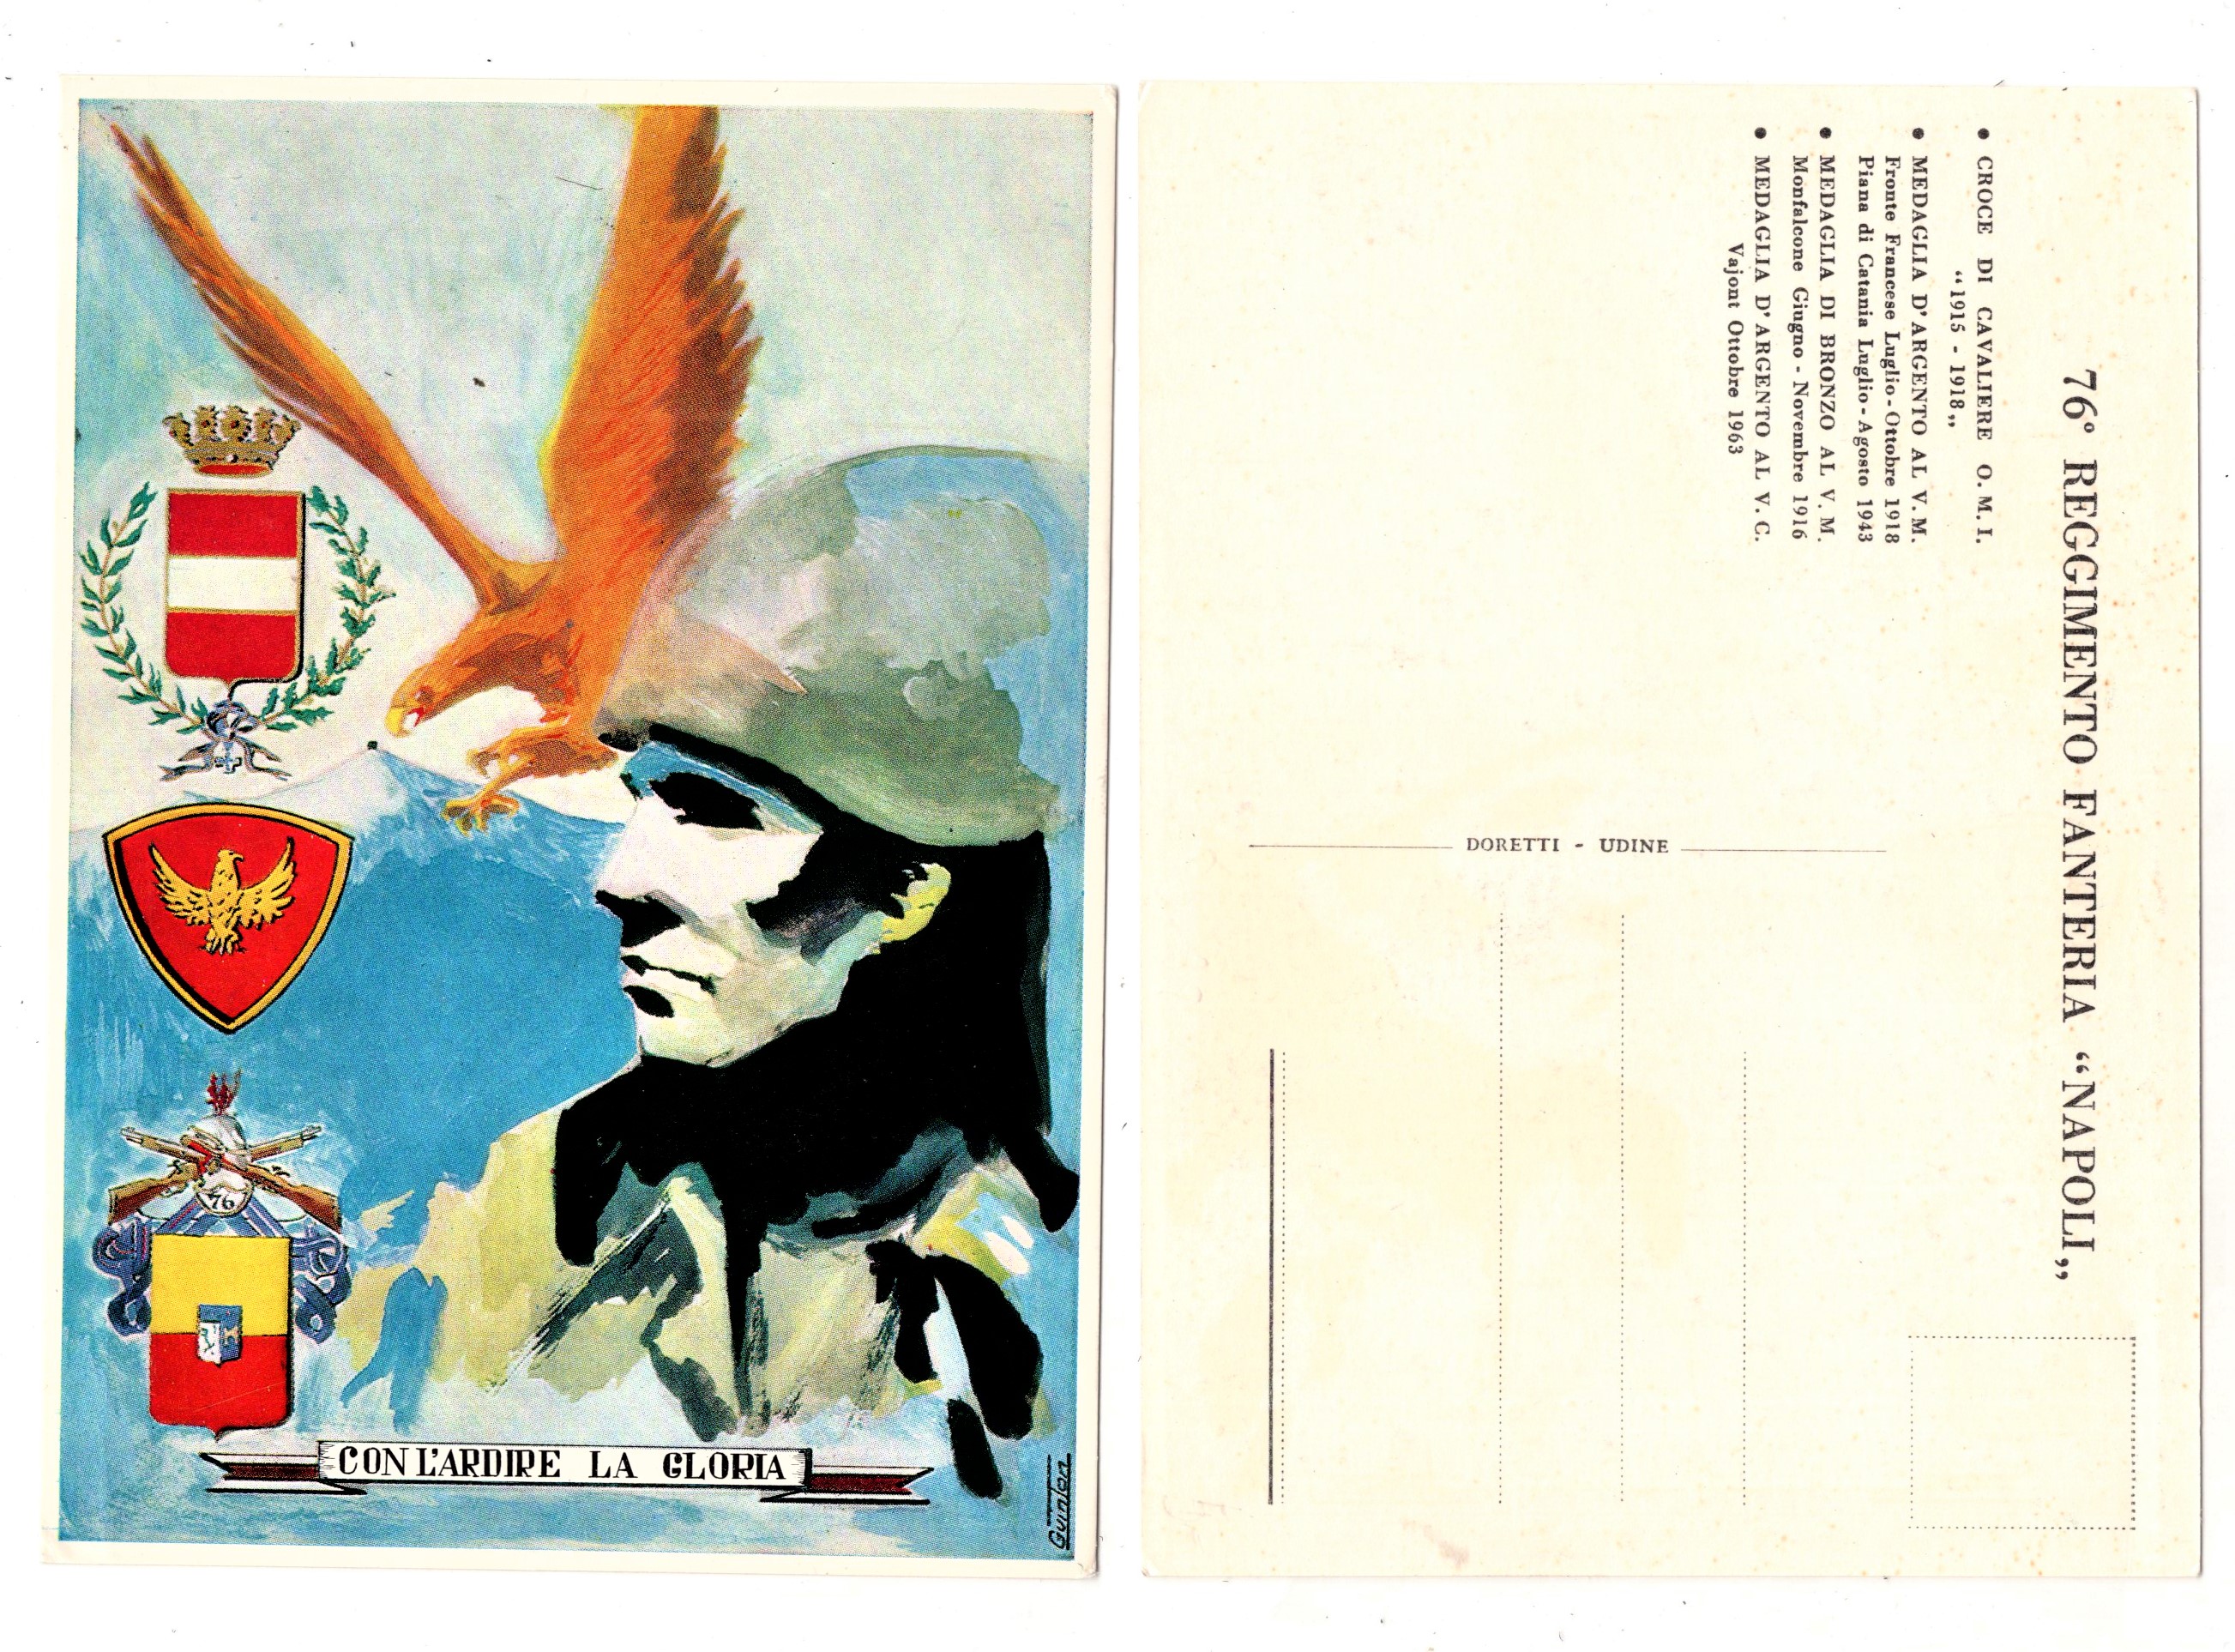 76
CON L'ARDIRE LA GLORIA
76° REGGIMENTO FANTERIA “NAPOLI„
● CROCE DI CAVALIERE O. M. I.
“1915 - 1918„
● MEDAGLIA D'ARGENTO AL V. M.
Fronte Francese Luglio - Ottobre 1918
Piana di Catania Luglio - Agosto 1943
● MEDAGLIA DI BRONZO AL V. M.
Monfalcone Giugno - Novembre 1916
● MEDAGLIA D'ARGENTO AL V. C.
Vajont Ottobre 1963
DORETTI - UDINE